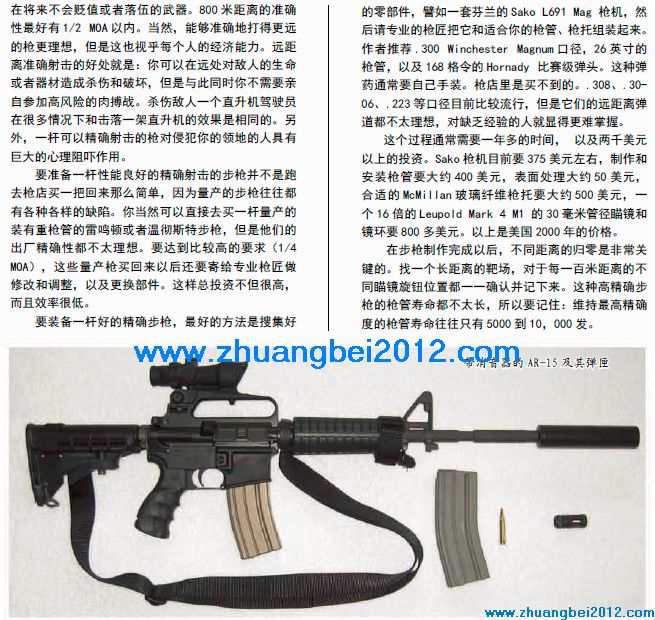 在将来不会贬值或者落伍的武器。800 米距离的准确
性最好有 1/2 MOA 以内。当然，能够准确地打得更远
的枪更理想，但是这也视乎每个人的经济能力。远距
离准确射击的好处就是：你可以在远处对敌人的生命
或者器材造成杀伤和破坏，但是与此同时你不需要亲
自参加高风险的肉搏战。杀伤敌人一个直升机驾驶员
在很多情况下和击落一架直升机的效果是相同的。另
外，一杆可以精确射击的枪对侵犯你的领地的人具有
巨大的心理阻吓作用。
要准备一杆性能良好的精确射击的步枪并不是跑
去枪店买一把回来那么简单，因为量产的步枪往往都
有各种各样的缺陷。你当然可以直接去买一杆量产的
装有重枪管的雷鸣顿或者温彻斯特步枪，但是他们的
出厂精确性都不太理想。要达到比较高的要求（1/4
MOA），这些量产枪买回来以后还要寄给专业枪匠做
修改和调整，以及更换部件。这样总投资不但很高，
而且效率很低。
要装备一杆好的精确步枪，最好的方法是搜集好
的零部件，譬如一套芬兰的 Sako L691 Mag 枪机，然
后请专业的枪匠把它和适合你的枪管、枪托组装起来。
作者推荐 .300 Winchester Magnum 口径，26 英寸的
枪管，以及 168 格令的 Hornady 比赛级弹头。这种弹
药通常要自己手装。枪店里是买不到的。.308、.30-
06、.223 等口径目前比较流行，但是它们的远距离弹
道都不太理想，对缺乏经验的人就显得更难掌握。
这个过程通常需要一年多的时间， 以及两千美元
以上的投资。Sako 枪机目前要 375 美元左右，制作和
安装枪管要大约 400 美元，表面处理大约 50 美元，
合适的 McMillan 玻璃纤维枪托要大约 500 美元，一
个 16 倍的 Leupold Mark 4 M1 的 30 毫米管径瞄镜和
镜环要 800 多美元。以上是美国 2000 年的价格。
在步枪制作完成以后，不同距离的归零是非常关
键的。找一个长距离的靶场，对于每一百米距离的不
同瞄镜旋钮位置都一一确认并记下来。这种高精确步
枪的枪管寿命都不太长，所以要记住：维持最高精确
度的枪管寿命往往只有 5000 到 10，000 发。
www.zhuangbei2012.com
带消音器的 AR-15 及其弹匣
www.zhuangbei2012.com